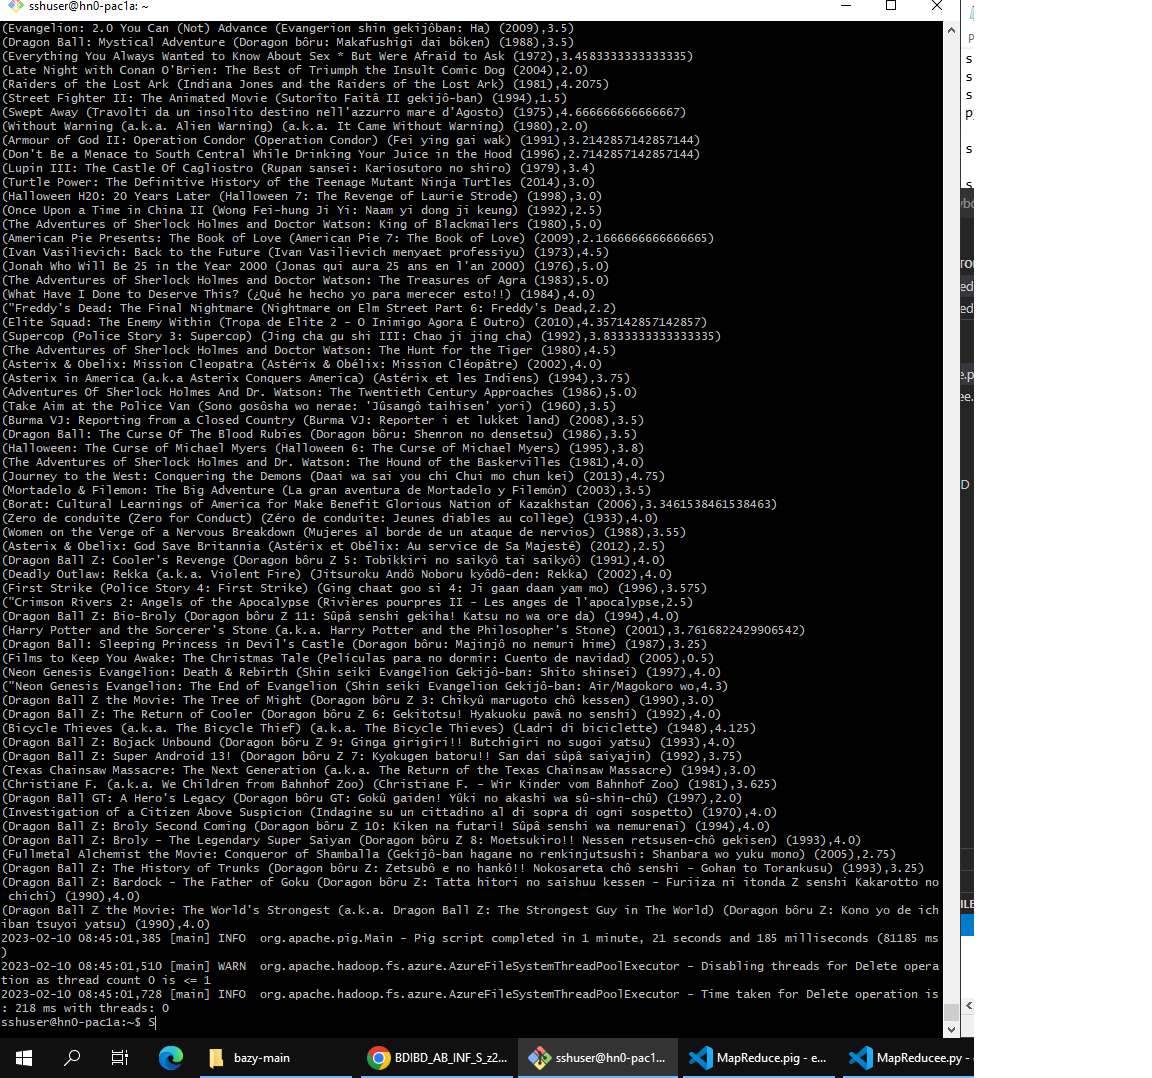 sshuser@hn0-pac1a: ~
(Evangelion: 2.0 You Can (Not) Advance (Evangerion shin gekijôban: Ha) (2009),3.5)
(Dragon Ball: Mystical Adventure (Doragon bôru: Makafushigi dai bôken) (1988),3.5)
(Everything You Always Wanted to Know About Sex * But Were Afraid to Ask (1972),3.4583333333333335)
(Late Night with Conan O'Brien: The Best of Triumph the Insult Comic Dog (2004),2.0)
(Raiders of the Lost Ark (Indiana Jones and the Raiders of the Lost Ark) (1981),4.2075)
(Street Fighter II: The Animated Movie (Sutorîto Faitâ II gekijô-ban) (1994),1.5)
(Swept Away (Travolti da un insolito destino nell'azzurro mare d'Agosto) (1975),4.666666666666667)
(Without Warning (a.k.a. Alien Warning) (a.k.a. It Came Without Warning) (1980),2.0)
(Armour of God II: Operation Condor (Operation Condor) (Fei ying gai wak) (1991),3.2142857142857144)
(Don't Be a Menace to South Central While Drinking Your Juice in the Hood (1996),2.7142857142857144)
(Lupin III: The Castle Of Cagliostro (Rupan sansei: Kariosutoro no shiro) (1979),3.4)
(Turtle Power: The Definitive History of the Teenage Mutant Ninja Turtles (2014),3.0)
(Halloween H20: 20 Years Later (Halloween 7: The Revenge of Laurie Strode) (1998),3.0)
(Once Upon a Time in China II (Wong Fei-hung Ji Yi: Naam yi dong ji keung) (1992),2.5)
(The Adventures of Sherlock Holmes and Doctor Watson: King of Blackmailers (1980),5.0)
(American Pie Presents: The Book of Love (American Pie 7: The Book of Love) (2009),2.1666666666666665)
(Ivan Vasilievich: Back to the Future (Ivan Vasilievich menyaet professiyu) (1973),4.5)
(Jonah Who Will Be 25 in the Year 2000 (Jonas qui aura 25 ans en l'an 2000) (1976),5.0)
(The Adventures of Sherlock Holmes and Doctor Watson: The Treasures of Agra (1983),5.0)
(What Have I Done to Deserve This? (¿Qué he hecho yo para merecer esto!!) (1984),4.0)
("Freddy's Dead: The Final Nightmare (Nightmare on Elm Street Part 6: Freddy's Dead,2.2)
(Elite Squad: The Enemy Within (Tropa de Elite 2 - O Inimigo Agora É Outro) (2010),4.357142857142857)
(Supercop (Police Story 3: Supercop) (Jing cha gu shi III: Chao ji jing cha) (1992),3.8333333333333335)
(The Adventures of Sherlock Holmes and Doctor Watson: The Hunt for the Tiger (1980),4.5)
(Asterix & Obelix: Mission Cleopatra (Astérix & Obélix: Mission Cléopâtre) (2002),4.0)
(Asterix in America (a.k.a Asterix Conquers America) (Astérix et les Indiens) (1994),3.75)
(Adventures Of Sherlock Holmes And Dr. Watson: The Twentieth Century Approaches (1986),5.0)
(Take Aim at the Police Van (Sono gosôsha wo nerae: 'Jûsangô taihisen' yori) (1960),3.5)
(Burma VJ: Reporting from a Closed Country (Burma VJ: Reporter i et lukket land) (2008),3.5)
(Dragon Ball: The Curse Of The Blood Rubies (Doragon bôru: Shenron no densetsu) (1986),3.5)
(Halloween: The Curse of Michael Myers (Halloween 6: The Curse of Michael Myers) (1995),3.8)
(The Adventures of Sherlock Holmes and Dr. Watson: The Hound of the Baskervilles (1981),4.0)
(Journey to the West: Conquering the Demons (Daai wa sai you chi Chui mo chun kei) (2013),4.75)
(Mortadelo & Filemon: The Big Adventure (La gran aventura de Mortadelo y Filemón) (2003),3.5)
(Borat: Cultural Learnings of America for Make Benefit Glorious Nation of Kazakhstan (2006),3.3461538461538463)
(Zero de conduite (Zero for Conduct) (Zéro de conduite: Jeunes diables au collège) (1933),4.0)
(Women on the Verge of a Nervous Breakdown (Mujeres al borde de un ataque de nervios) (1988),3.55)
(Asterix & Obelix: God Save Britannia (Astérix et Obélix: Au service de Sa Majesté) (2012),2.5)
(Dragon Ball Z: Cooler's Revenge (Doragon bôru Z 5: Tobikkiri no saikyô tai saikyô) (1991),4.0)
(Deadly Outlaw: Rekka (a.k.a. Violent Fire) (Jitsuroku Andô Noboru kyôdô-den: Rekka) (2002),4.0)
(First Strike (Police Story 4: First Strike) (Ging chaat goo si 4: Ji gaan daan yam mo) (1996),3.575)
("Crimson Rivers 2: Angels of the Apocalypse (Rivières pourpres II - Les anges de l'apocalypse,2.5)
(Dragon Ball Z: Bio-Broly (Doragon bôru Z 11: Sûpâ senshi gekiha! Katsu no wa ore da) (1994),4.0)
(Harry Potter and the Sorcerer's Stone (a.k.a. Harry Potter and the Philosopher's Stone) (2001),3.7616822429906542)
(Dragon Ball: Sleeping Princess in Devil's Castle (Doragon bôru: Majinjô no nemuri hime) (1987),3.25)
(Films to Keep You Awake: The Christmas Tale (Películas para no dormir: Cuento de navidad) (2005),0.5)
(Neon Genesis Evangelion: Death & Rebirth (Shin seiki Evangelion Gekijô-ban: Shito shinsei) (1997),4.0)
("Neon Genesis Evangelion: The End of Evangelion (Shin seiki Evangelion Gekijô-ban: Air/Magokoro wo,4.3)
(Dragon Ball Z the Movie: The Tree of Might (Doragon bôru Z 3: Chikyû marugoto chô kessen) (1990),3.0)
(Dragon Ball Z: The Return of Cooler (Doragon bôru Z 6: Gekitotsu! Hyakuoku pawâ no senshi) (1992),4.0)
(Bicycle Thieves (a.k.a. The Bicycle Thief) (a.k.a. The Bicycle Thieves) (Ladri di biciclette) (1948),4.125)
(Dragon Ball Z: Bojack Unbound (Doragon bôru Z 9: Ginga girigiri!! Butchigiri no sugoi yatsu) (1993),4.0)
(Dragon Ball Z: Super Android 13! (Doragon bôru Z 7: Kyokugen batoru!! San dai sûpâ saiyajin) (1992),3.75)
(Texas Chainsaw Massacre: The Next Generation (a.k.a. The Return of the Texas Chainsaw Massacre) (1994),3.0)
(Christiane F. (a.k.a. We Children from Bahnhof Zoo) (Christiane F. - Wir Kinder vom Bahnhof Zoo) (1981),3.625)
(Dragon Ball GT: A Hero's Legacy (Doragon bôru GT: Gokû gaiden! Yûki no akashi wa sû-shin-chû) (1997),2.0)
(Investigation of a Citizen Above Suspicion (Indagine su un cittadino al di sopra di ogni sospetto) (1970),4.0)
(Dragon Ball Z: Broly Second Coming (Doragon bôru Z 10: Kiken na futari! Sûpâ senshi wa nemurenai) (1994),4.0)
(Dragon Ball Z: Broly - The Legendary Super Saiyan (Doragon bôru Z 8: Moetsukiro!! Nessen retsusen-chô gekisen) (1993),4.0)
(Fullmetal Alchemist the Movie: Conqueror of Shamballa (Gekijô-ban hagane no renkinjutsushi: Shanbara wo yuku mono) (2005),2.75)
(Dragon Ball Z: The History of Trunks (Doragon bôru Z: Zetsubô e no hankô!! Nokosareta chô senshi - Gohan to Torankusu) (1993),3.25)
(Dragon Ball Z: Bardock - The Father of Goku (Doragon bôru Z: Tatta hitori no saishuu kessen - Furiiza ni itonda Z senshi Kakarotto no
chichi) (1990),4.0)
(Dragon Ball Z the Movie: The World's Strongest (a.k.a. Dragon Ball Z: The Strongest Guy in The World) (Doragon bôru Z: Kono yo de ich
iban tsuyoi yatsu) (1990),4.0)
2023-02-10 08:45:01,385 [main] INFO  org.apache.pig.Main - Pig script completed in 1 minute, 21 seconds and 185 milliseconds (81185 ms
)
2023-02-10 08:45:01,510 [main] WARN  org.apache.hadoop.fs.azure.AzureFileSystemThreadPoolExecutor - Disabling threads for Delete opera
tion as thread count 0 is <= 1
2023-02-10 08:45:01,728 [main] INFO  org.apache.hadoop.fs.azure.AzureFileSystemThreadPoolExecutor - Time taken for Delete operation is
: 218 ms with threads: 0
sshuser@hn0-pac1a:~$ S
bazy-main
BDIBD_AB_INF_S_z2...
sshuser@hn0-pac1...
MapReduce.pig - e...
MapReducee.py -